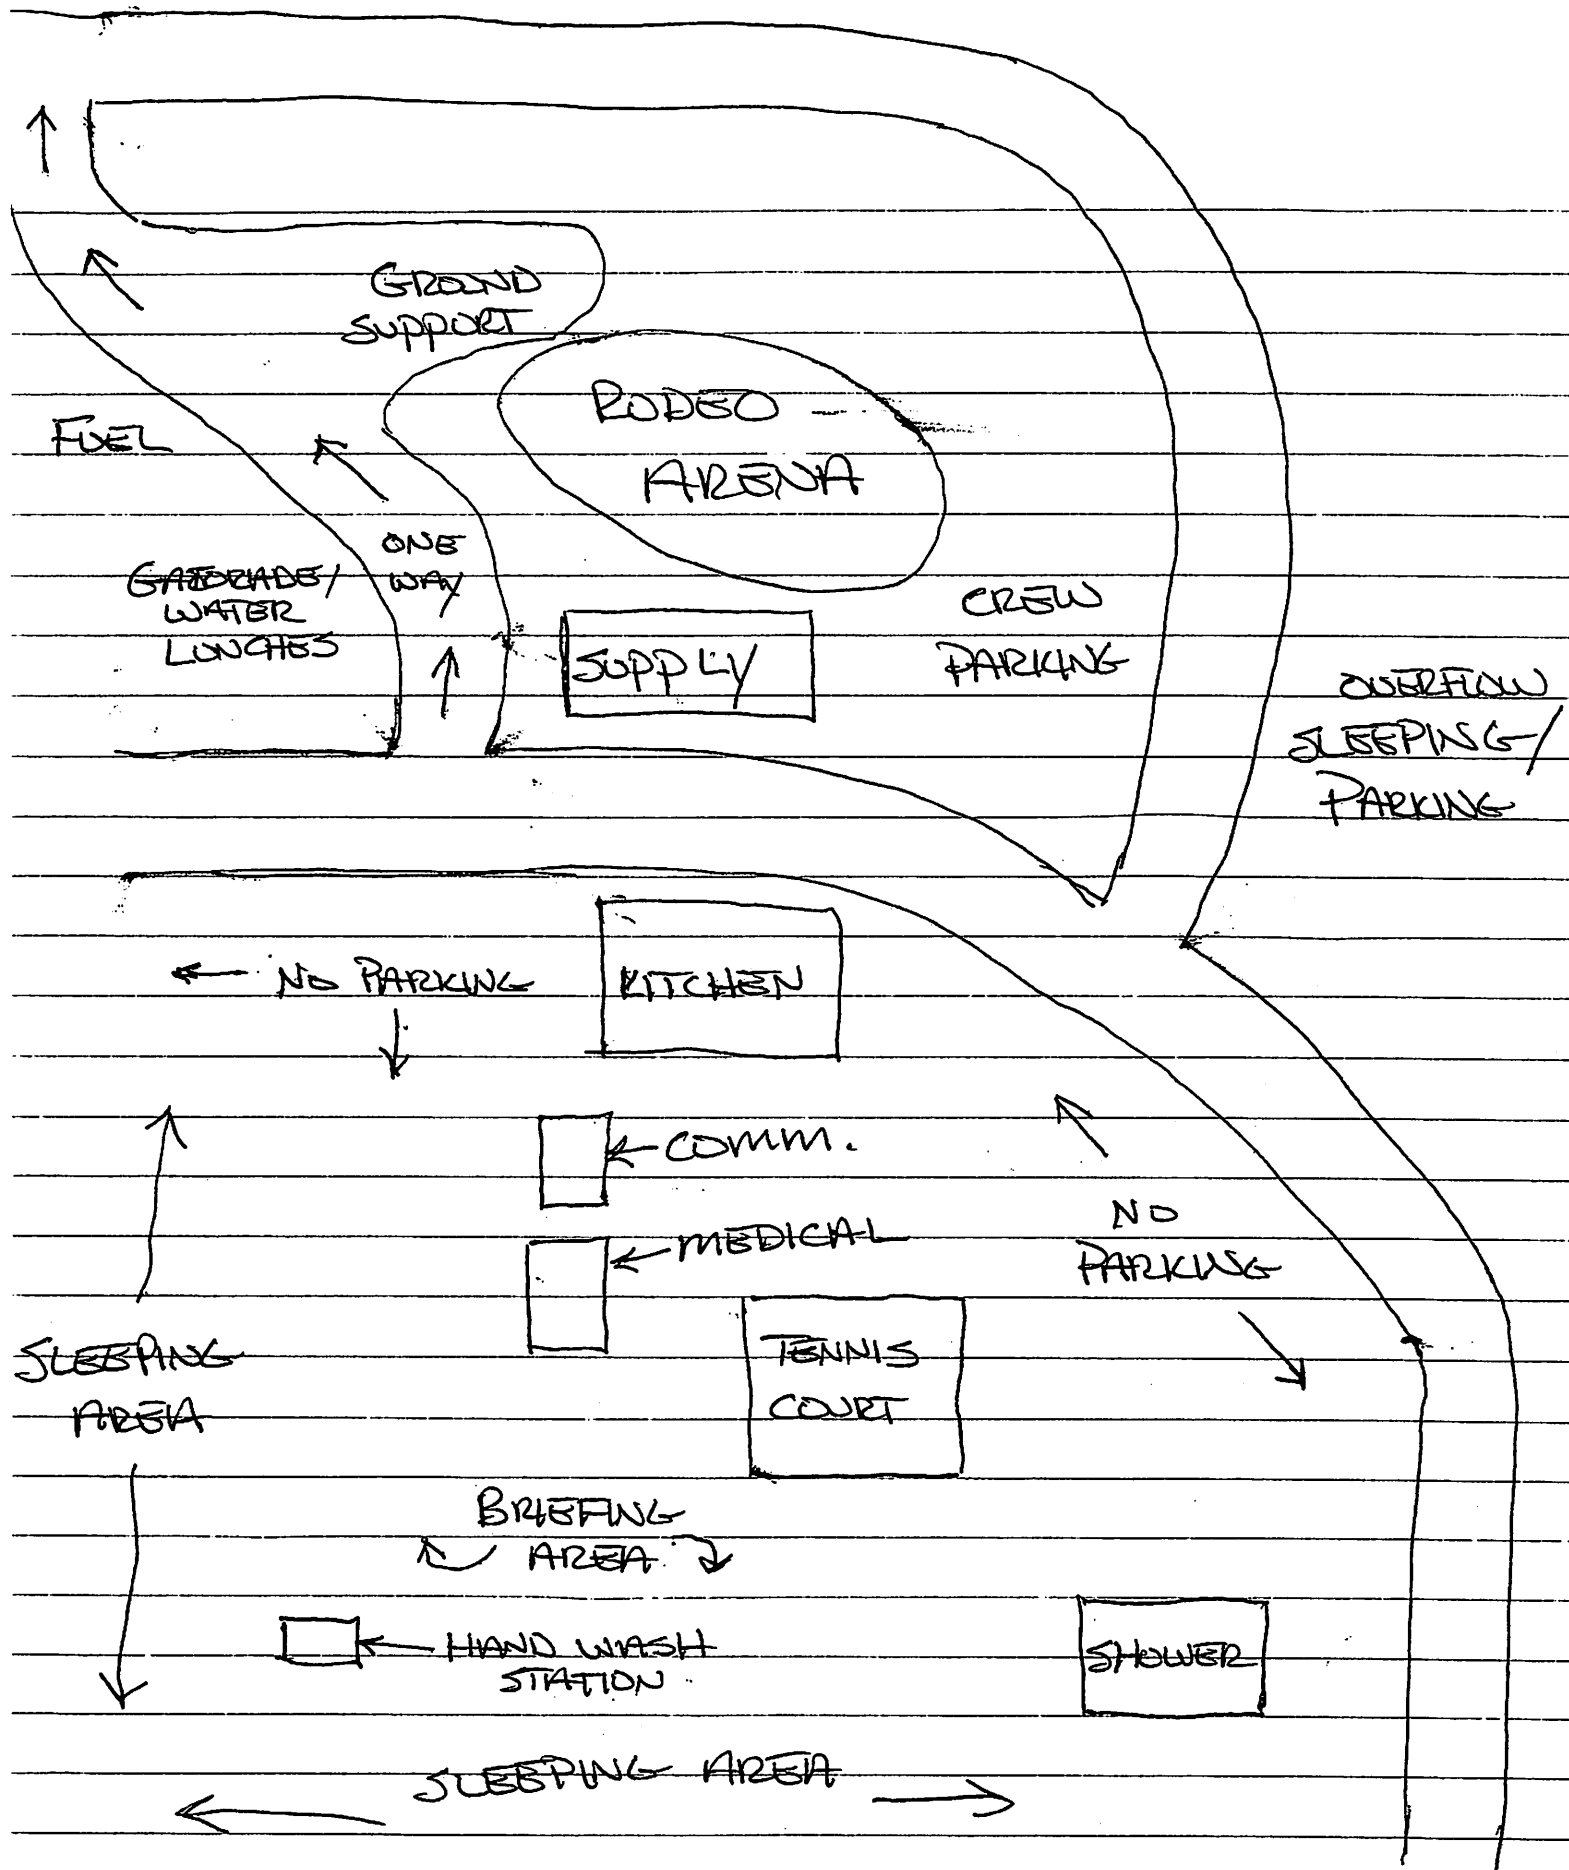 GROUND
SUPPORT
RODEO
ARENA
FUEL
ONE
WAY
GATORADE/
WATER
LUNCHES
SUPPLY
CREW
PARKING
OVERFLOW
SLEEPING/
PARKING
NO PARKING
KITCHEN
COMM.
MEDICAL
NO
PARKING
SLEEPING
AREA
TENNIS
COURT
BRIEFING
AREA
HAND WASH
STATION
SHOWER
SLEEPING AREA